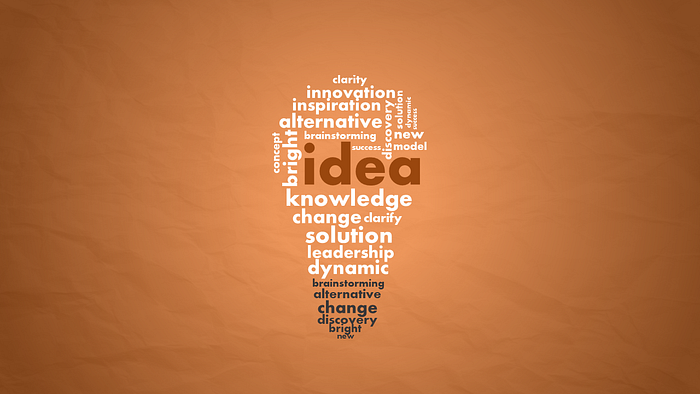 clarity
innovation
inspiration
solution
dynamic
success
discovery
alternative
brainstorming
new
success
model
concept
bright
idea
knowledge
change
clarify
solution
leadership
dynamic
brainstorming
alternative
change
discovery
bright
new